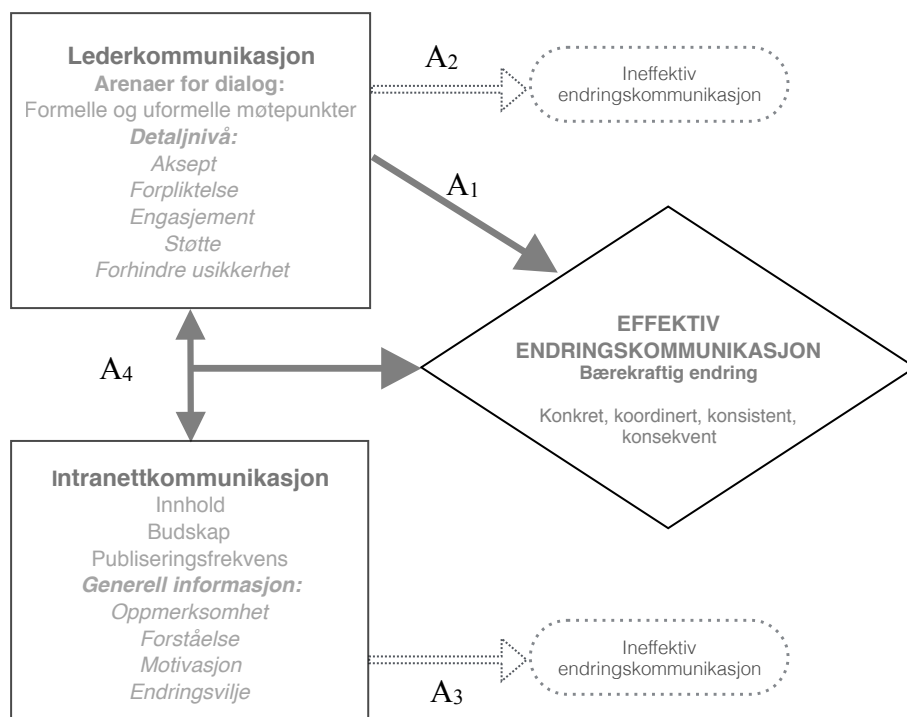 Lederkommunikasjon
Arenaer for dialog:
Formelle og uformelle møtepunkter
Detaljnivå:
Aksept
Forpliktelse
Engasjement
Støtte
Forhindre usikkerhet
A2
Ineffektiv
endringskommunikasjon
A1
EFFEKTIV
ENDRINGSKOMMUNIKASJON
Bærekraftig endring
Konkret, koordinert, konsistent,
konsekvent
A4
Intranettkommunikasjon
Innhold
Budskap
Publiseringsfrekvens
Generell informasjon:
Oppmerksomhet
Forståelse
Motivasjon
Endringsvilje
A3
Ineffektiv
endringskommunikasjon